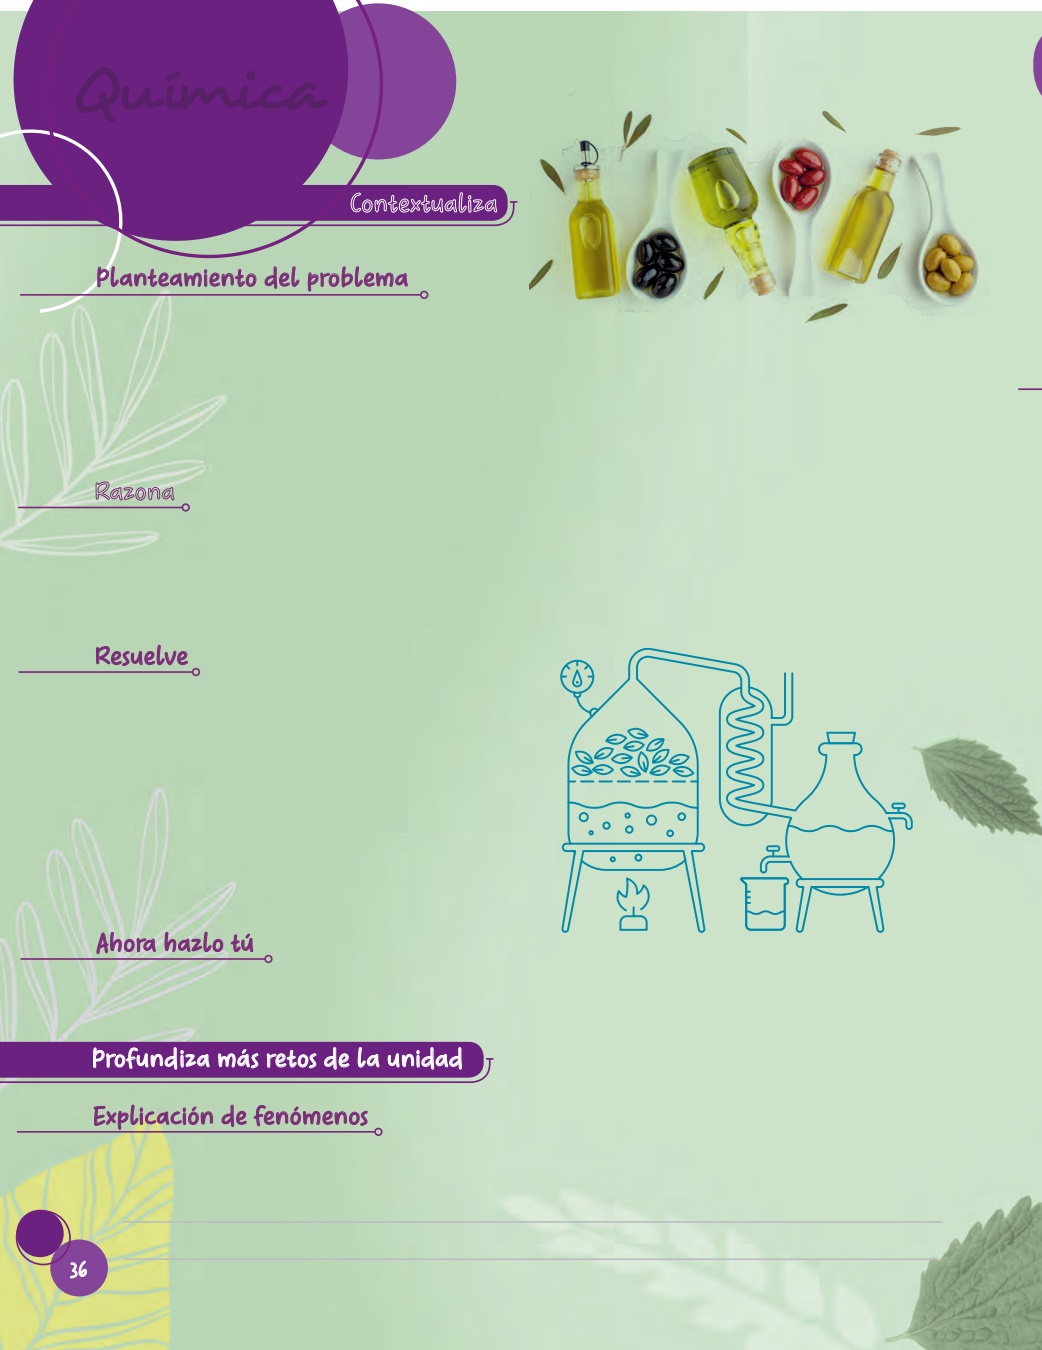 Química
Contextualiza
Planteamiento del problema
Razona
Resuelve
Ahora hazlo tú
Profundiza más retos de la unidad
Explicación de fenómenos
36